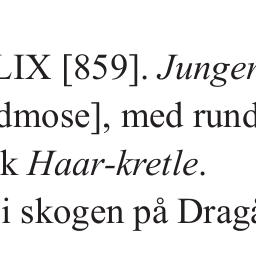 LIX [859]. Junger
dmose], med rund
k Haar-kretle.
i skogen på Dragå